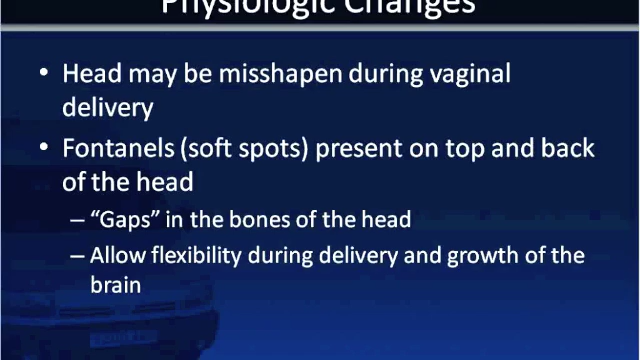 Physiologic Changes
• Head may be misshapen during vaginal
delivery
• Fontanels (soft spots) present on top and back
of the head
– “Gaps” in the bones of the head
– Allow flexibility during delivery and growth of the
brain